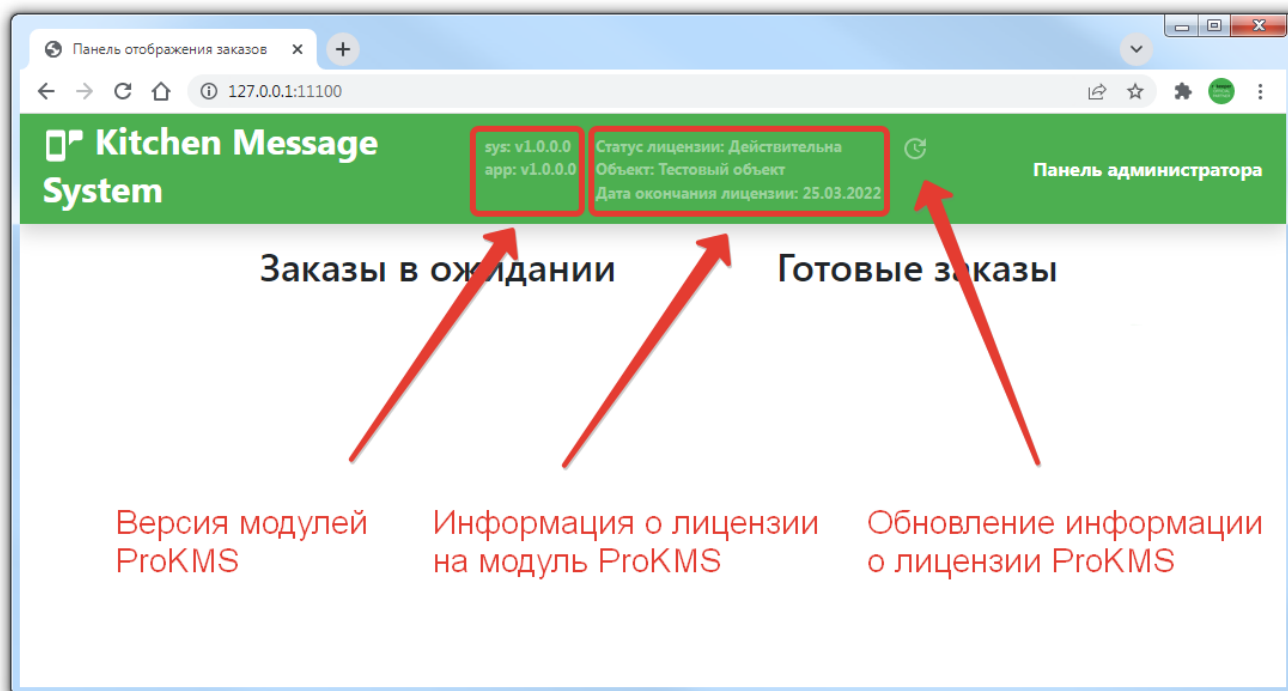 Панель отображения заказов
127.0.0.1:11100
Kitchen Message
System
sys: v1.0.0.0
app: v1.0.0.0
Статус лицензии: Действительна
Объект: Тестовый объект
Дата окончания лицензии: 25.03.2022
Панель администратора
Заказы в ожидании
Готовые заказы
Версия модулей
ProKMS
Информация о лицензии
на модуль ProKMS
Обновление информации
о лицензии ProKMS